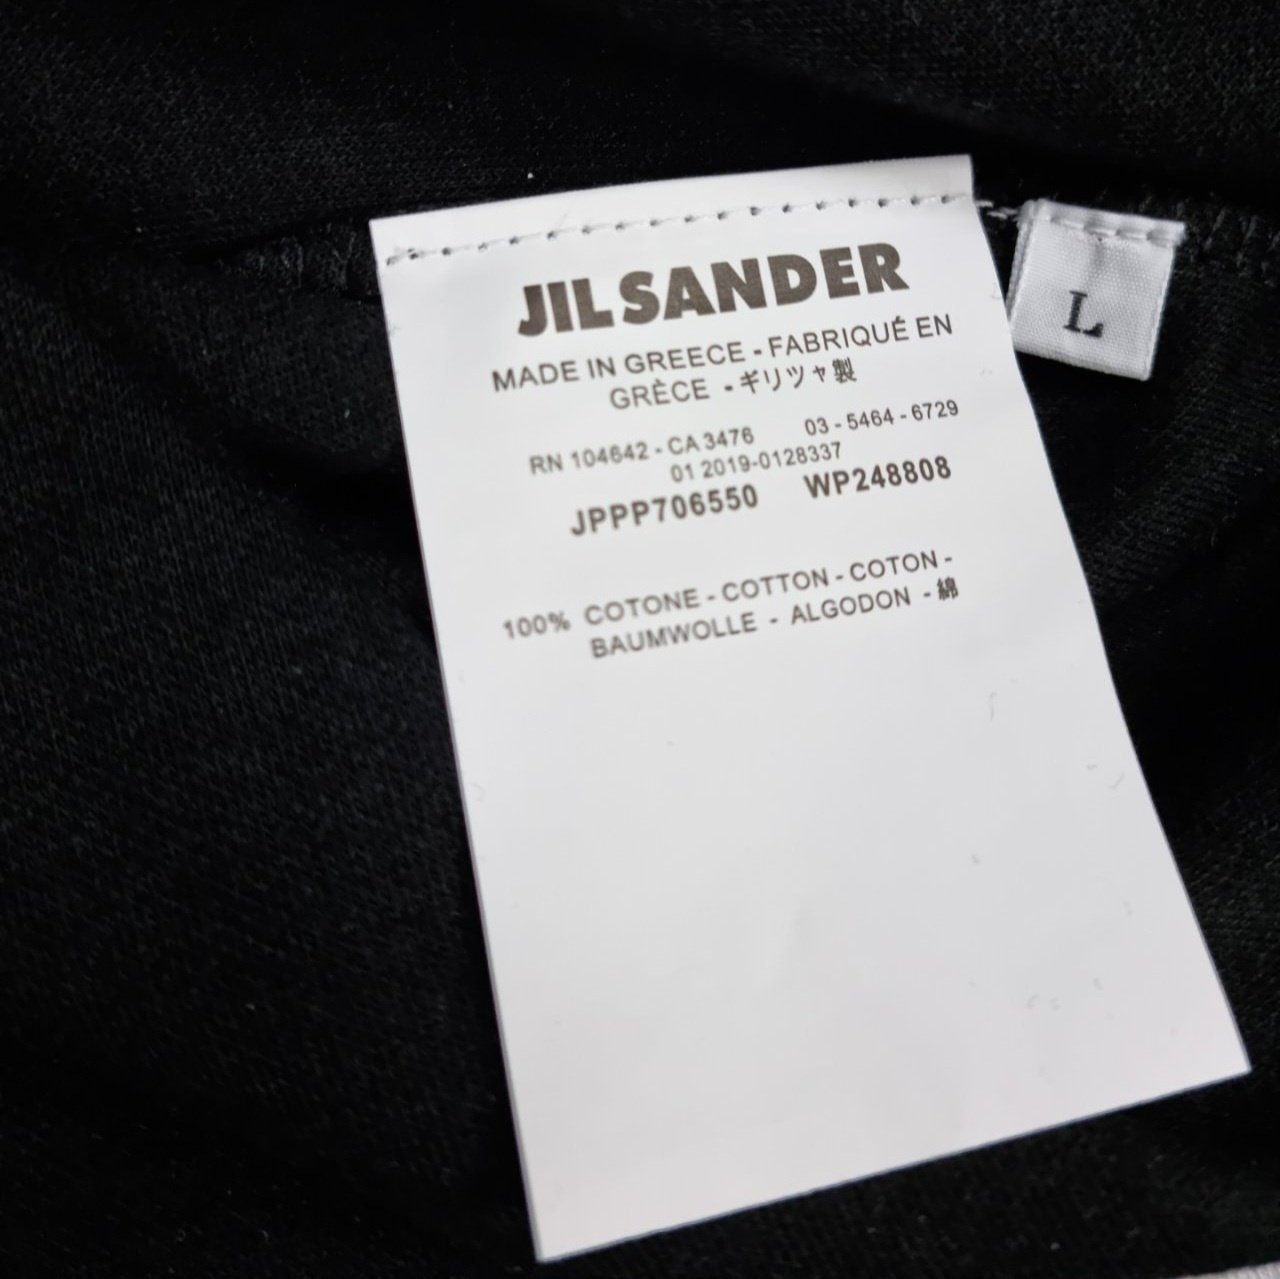 JIL SANDER
MADE IN GREECE - FABRIQUÉ EN
GRÈCE - ギリツャ製
RN 104642 - CA 3476 03 - 5464 - 6729
01 2019-0128337
JPPP706550 WP248808
100% COTONE - COTTON - COTON -
BAUMWOLLE - ALGODON - 綿
L